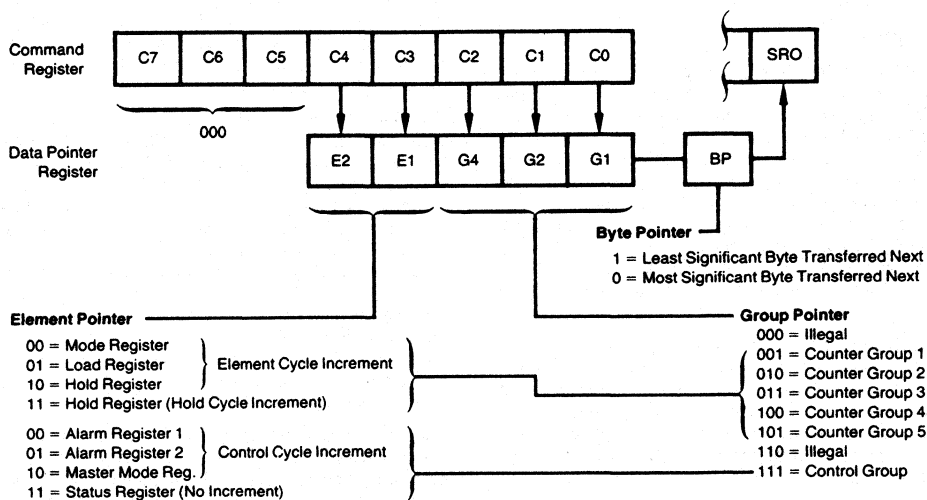 Command
Register
C7 C6 C5 C4 C3 C2 C1 C0
SRO
000
Data Pointer
Register
E2 E1 G4 G2 G1
BP
Byte Pointer
1 = Least Significant Byte Transferred Next
0 = Most Significant Byte Transferred Next
Element Pointer
00 = Mode Register
01 = Load Register
10 = Hold Register
Element Cycle Increment
11 = Hold Register (Hold Cycle Increment)
00 = Alarm Register 1
01 = Alarm Register 2
10 = Master Mode Reg.
Control Cycle Increment
11 = Status Register (No Increment)
Group Pointer
000 = Illegal
001 = Counter Group 1
010 = Counter Group 2
011 = Counter Group 3
100 = Counter Group 4
101 = Counter Group 5
110 = Illegal
111 = Control Group